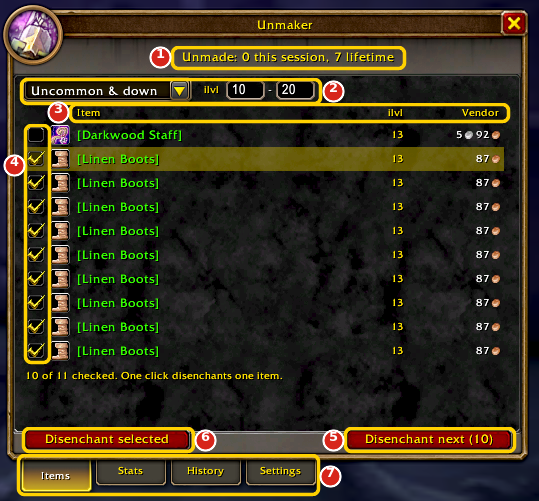 Unmaker
1 Unmade: 0 this session, 7 lifetime
Uncommon & down ilvl 10 - 20 2
3 Item ilvl Vendor
[Darkwood Staff] 13 5 92
4 [Linen Boots] 13 87
[Linen Boots] 13 87
[Linen Boots] 13 87
[Linen Boots] 13 87
[Linen Boots] 13 87
[Linen Boots] 13 87
[Linen Boots] 13 87
[Linen Boots] 13 87
[Linen Boots] 13 87
10 of 11 checked. One click disenchants one item.
Disenchant selected 6 5 Disenchant next (10)
Items Stats History Settings 7